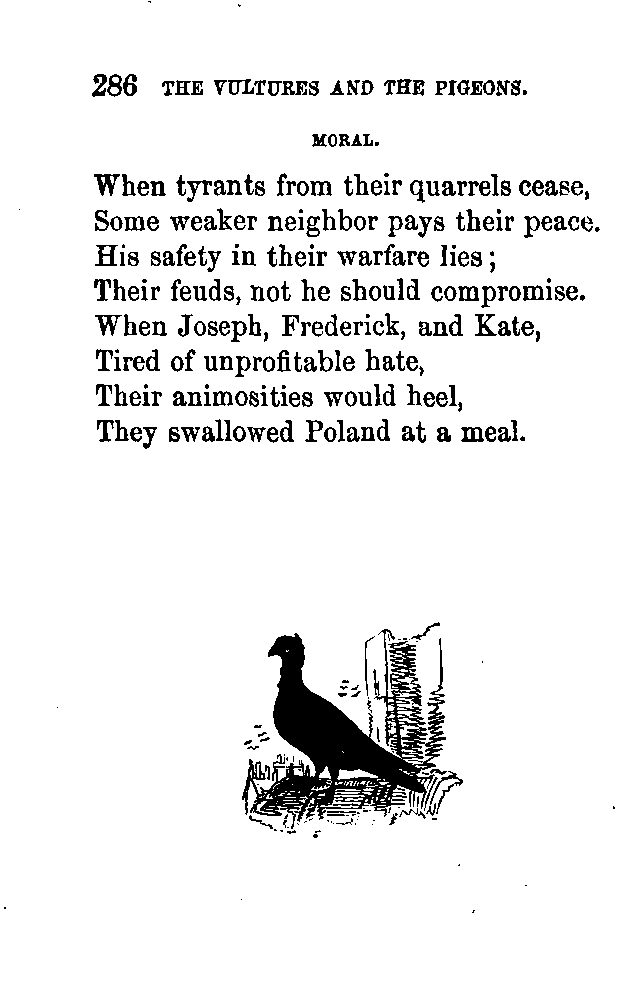 286 THE VULTURES AND THE PIGEONS.
MORAL.
When tyrants from their quarrels cease,
Some weaker neighbor pays their peace.
His safety in their warfare lies;
Their feuds, not he should compromise.
When Joseph, Frederick, and Kate,
Tired of unprofitable hate,
Their animosities would heel,
They swallowed Poland at a meal.